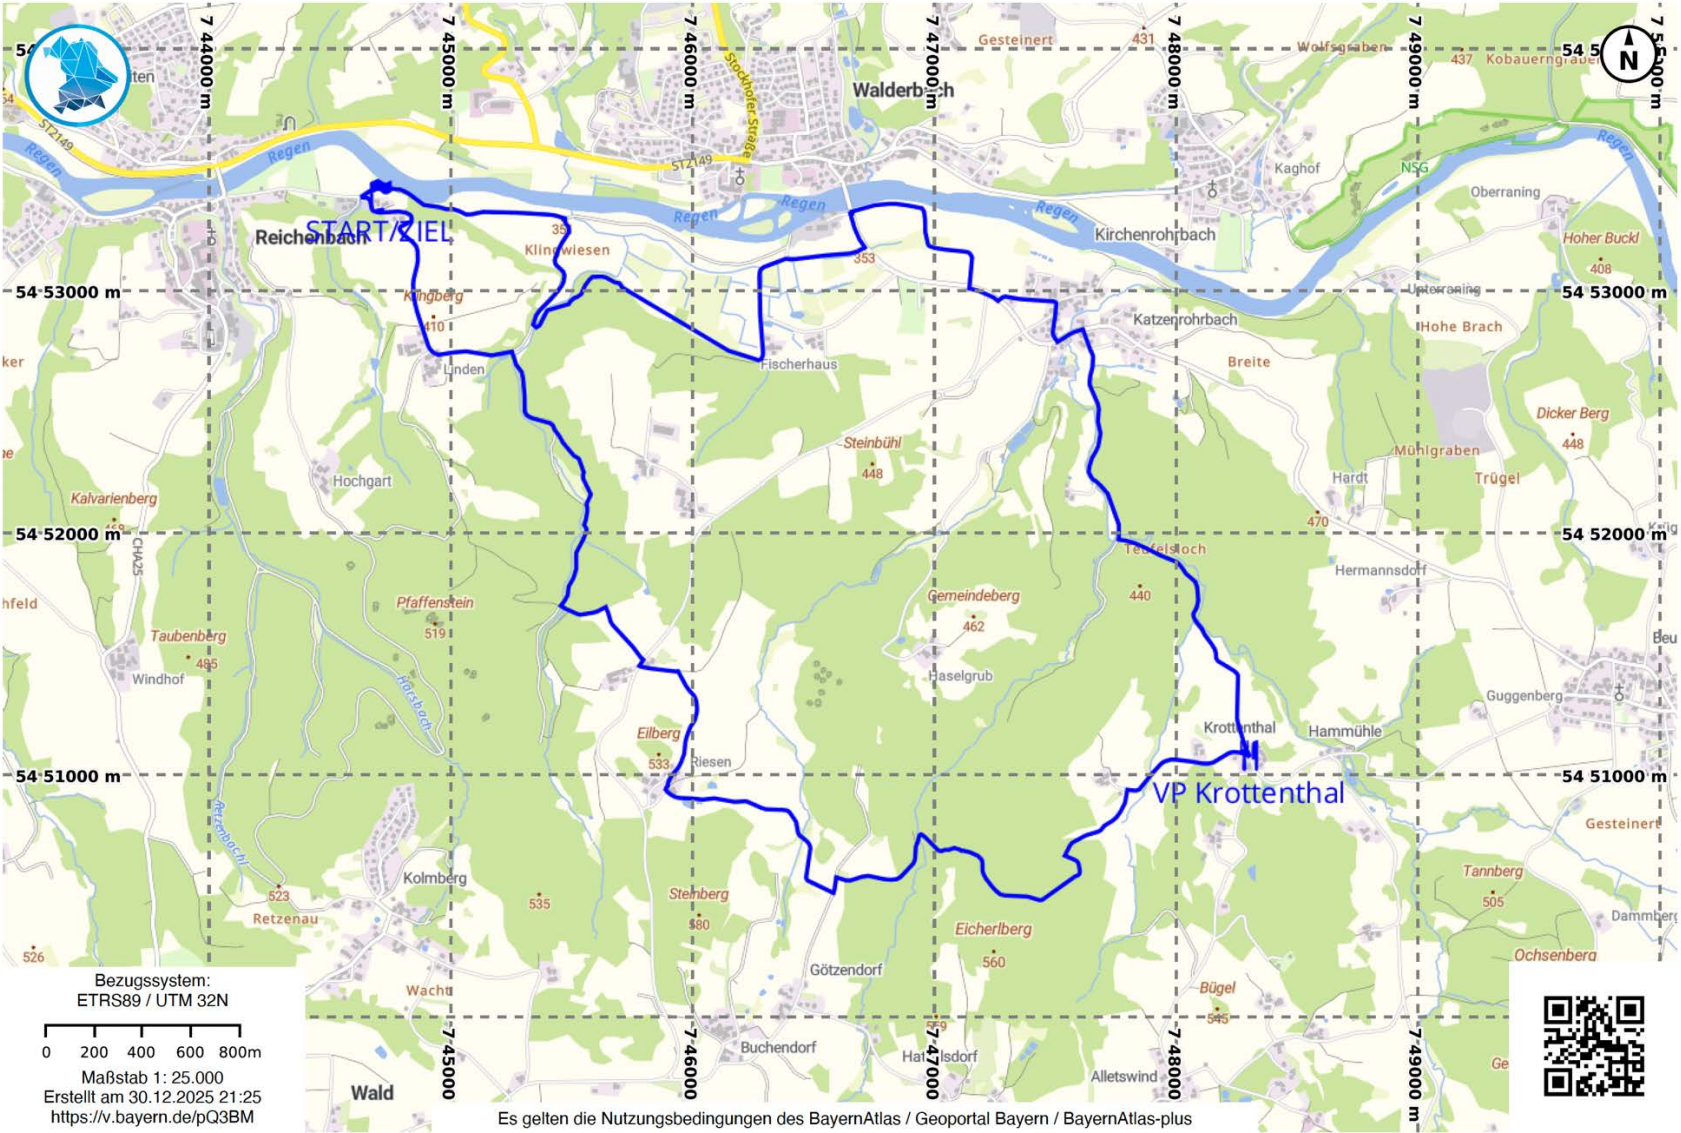 7 44000 m
7 45000 m
7 46000 m
7 47000 m
7 48000 m
7 49000 m
Gesteinert
431
Wolfsgraben
437
Kobauerngraben
N
Stockhofer Straße
Walderbach
ST2149
Regen
Regen
ST2149
Kaghof
NSG
Regen
Oberraning
START/ZIEL
Reichenbach
Klingwiesen
Regen
Regen
Regen
353
Kirchenrohrbach
Hoher Buckl
408
54 53000 m
Klingberg
410
Unterraning
54 53000 m
Katzenrohrbach
Hohe Brach
Linden
Fischerhaus
Breite
Dicker Berg
448
Steinbühl
448
Mühlgraben
Hochgart
Hardt
Trügel
Kalvarienberg
468
470
54 52000 m
54 52000 m
CHA25
Teufelsloch
Hermannsdorf
440
Pfaffenstein
519
Gemeindeberg
462
Taubenberg
485
Windhof
Haselgrub
Guggenberg
Harsbach
Krottenthal
Hammühle
Eilberg
533
Riesen
54 51000 m
54 51000 m
VP Krottenthal
Gesteinert
Kolmberg
523
Retzenau
535
Steinberg
580
Tannberg
505
Eicherlberg
560
526
Götzendorf
Ochsenberg
Wacht
Bügel
545
Buchendorf
Alletswind
Wald
7 45000
7 46000
7 47000
7 48000
7 49000 m
Bezugssystem:
ETRS89 / UTM 32N
0 200 400 600 800m
Maßstab 1: 25.000
Erstellt am 30.12.2025 21:25
https://v.bayern.de/pQ3BM
Es gelten die Nutzungsbedingungen des BayernAtlas / Geoportal Bayern / BayernAtlas-plus